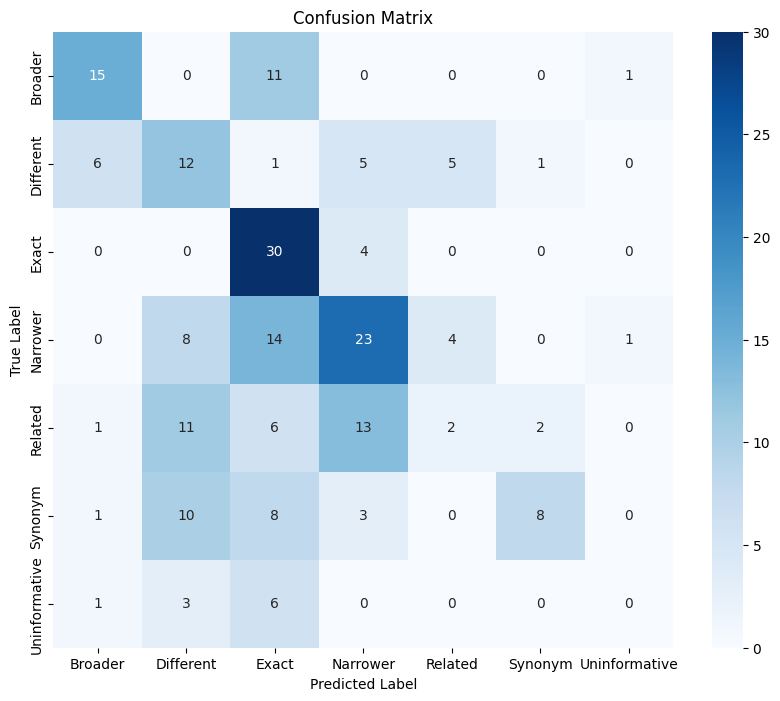 Confusion Matrix
Broader 15 0 11 0 0 0 1
Different 6 12 1 5 5 1 0
Exact 0 0 30 4 0 0 0
Narrower 0 8 14 23 4 0 1
Related 1 11 6 13 2 2 0
Synonym 1 10 8 3 0 8 0
Uninformative 1 3 6 0 0 0 0
Broader Different Exact Narrower Related Synonym Uninformative
Predicted Label
True Label
30
25
20
15
10
5
0